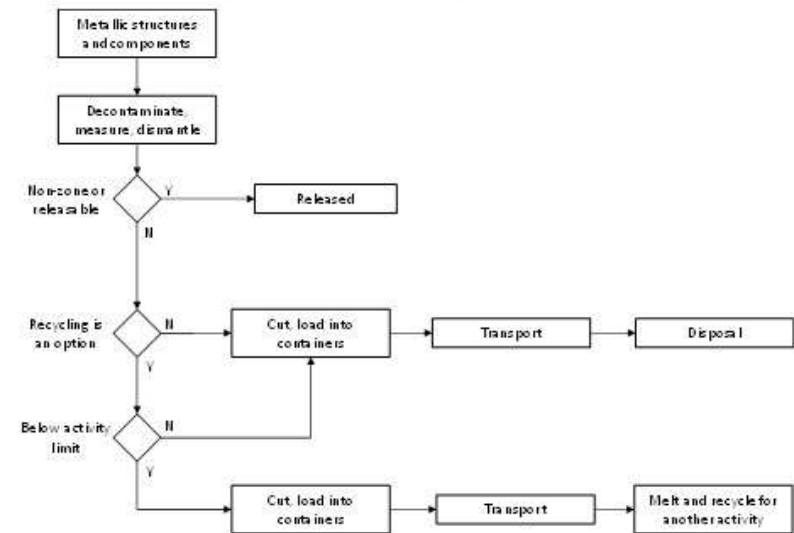 Metallic structures
and components
Decontaminate,
measure, dismantle
Non-zone or
releasable
Y
Released
N
Recycling is
an option
N
Cut, load into
containers
Transport
Disposal
Y
Below activity
limit
N
Y
Cut, load into
containers
Transport
Melt and recycle for
another activity